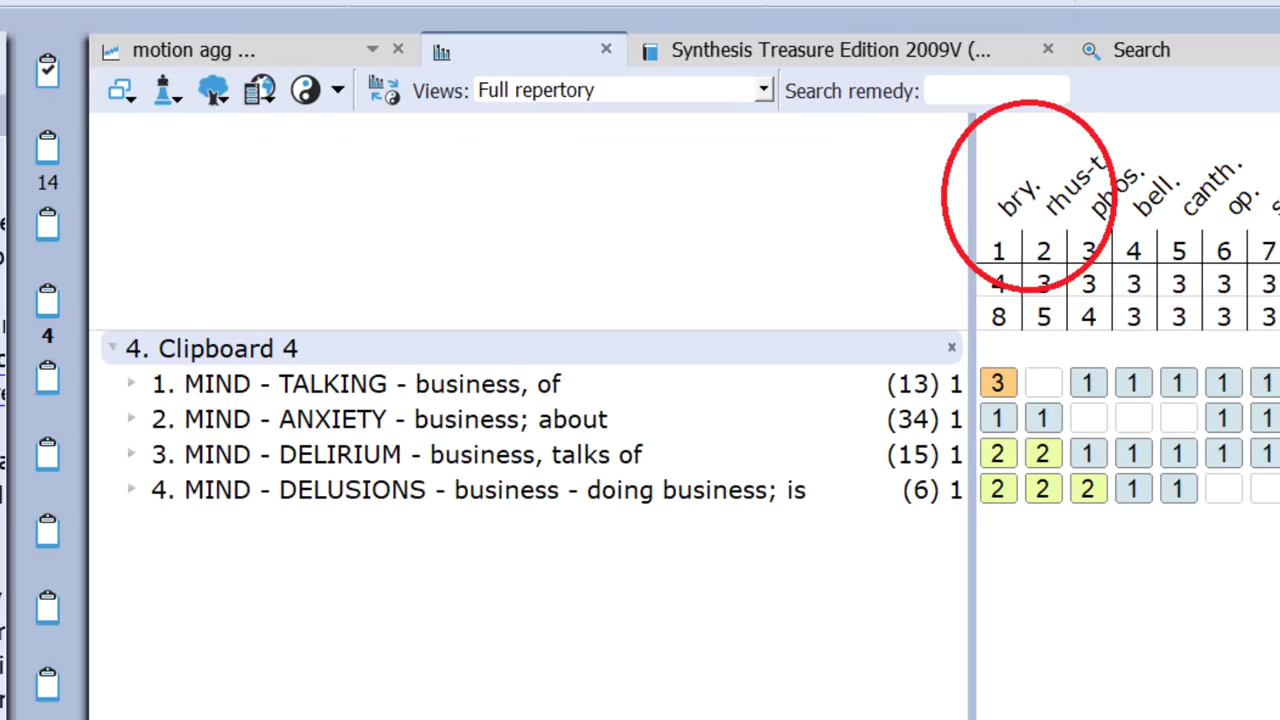 motion agg ...
Synthesis Treasure Edition 2009V (...
Search
Views: Full repertory
Search remedy:
14
4
bry. rhus-t. phos. bell. canth. op.
1 2 3 4 5 6 7
4 3 3 3 3 3 3
8 5 4 3 3 3 3
4. Clipboard 4
1. MIND - TALKING - business, of (13) 1 3 1 1 1 1 1
2. MIND - ANXIETY - business; about (34) 1 1 1 1 1
3. MIND - DELIRIUM - business, talks of (15) 1 2 2 1 1 1 1 1
4. MIND - DELUSIONS - business - doing business; is (6) 1 2 2 2 1 1